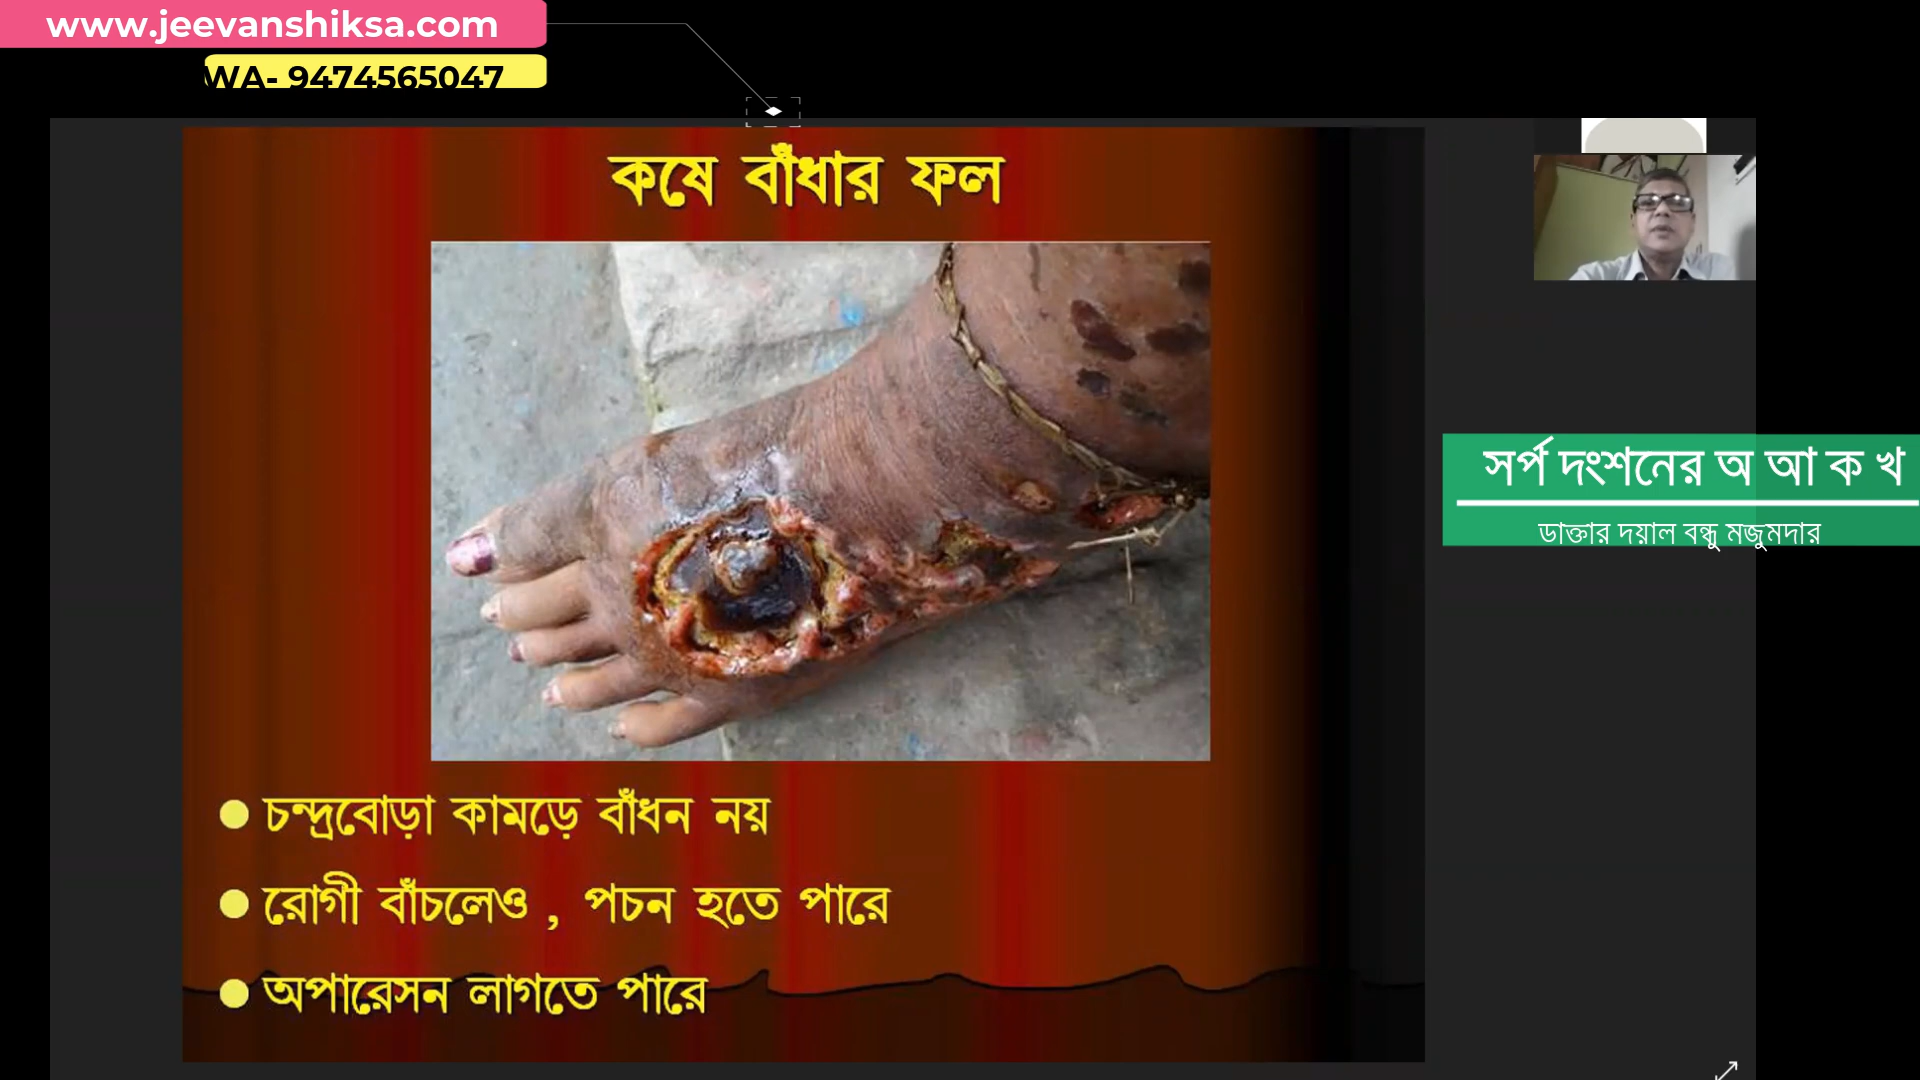 www.jeevanshiksa.com
WA- 9474565047
কষে বাঁধার ফল
সর্প দংশনের অ আ ক খ
ডাক্তার দয়াল বন্ধু মজুমদার
চন্দ্রবোড়া কামড়ে বাঁধন নয়
রোগী বাঁচলেও , পচন হতে পারে
অপারেসন লাগতে পারে